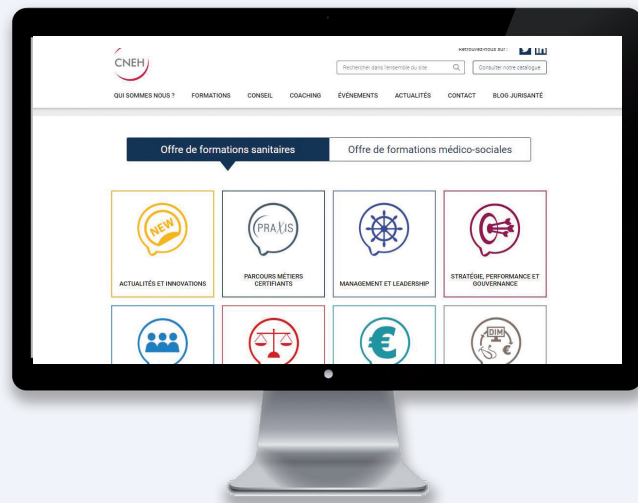 Retrouvez-nous sur :
CNEH
Rechercher dans l'ensemble du site
Consulter notre catalogue
QUI SOMMES NOUS ? FORMATIONS CONSEIL COACHING ÉVÉNEMENTS ACTUALITÉS CONTACT BLOG JURISANTÉ
Offre de formations sanitaires Offre de formations médico-sociales
NEW
PRAXIS
ACTUALITÉS ET INNOVATIONS
PARCOURS MÉTIERS
CERTIFIANTS
MANAGEMENT ET LEADERSHIP
STRATÉGIE, PERFORMANCE ET
GOUVERNANCE
€
DIM
€